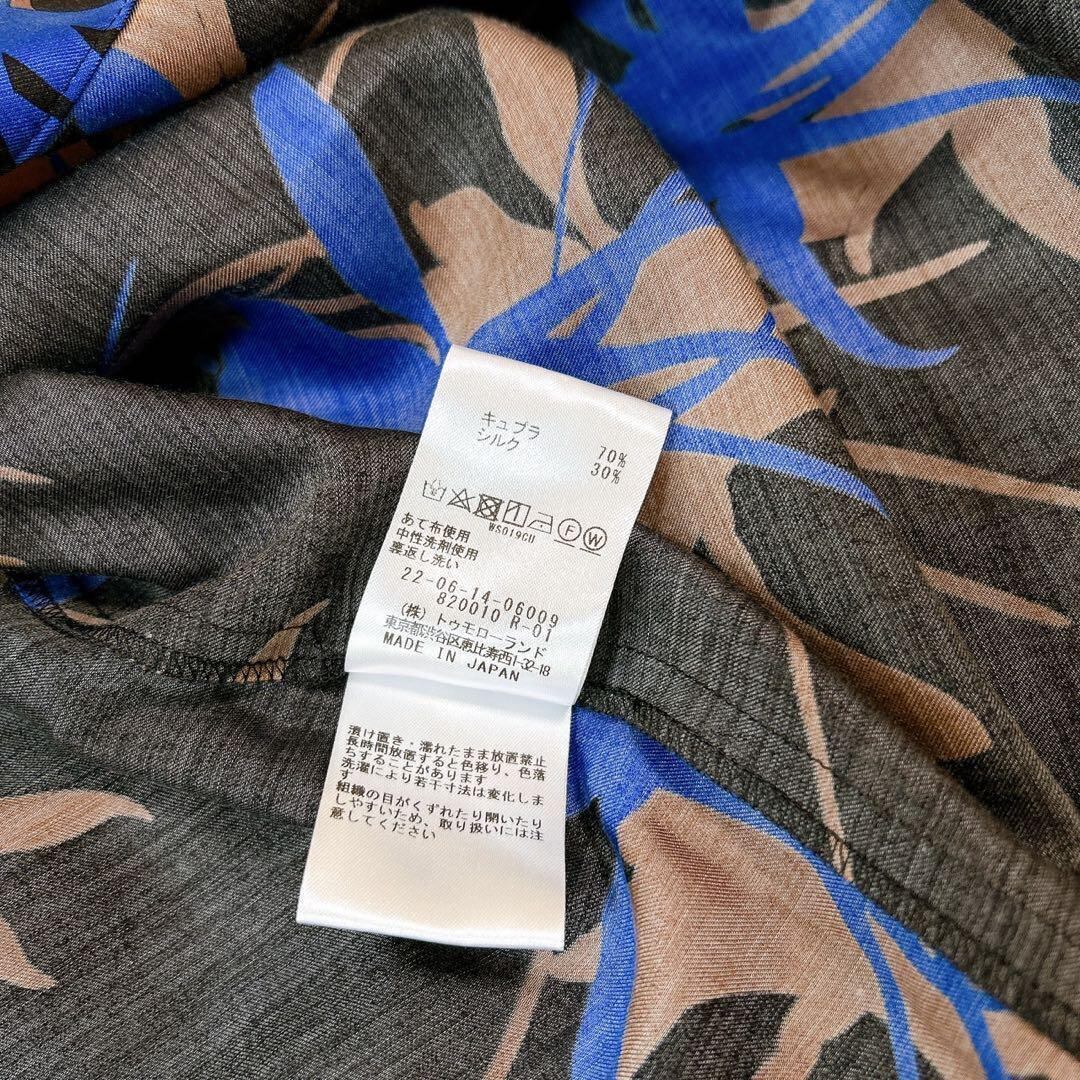 キュプラ 70%
シルク 30%
F W
WS019CU
あて布使用
中性洗剤使用
裏返し洗い
22-06-14-06009
820010 R-01
(株) トゥモローランド
東京都渋谷区恵比寿西1-32-18
MADE IN JAPAN
漬け置き・濡れたまま放置禁止
長時間放置すると色移り、色落
ちすることがあります
洗濯により若干寸法は変化しま
す
組織の目がくずれたり開いたり
しやすいため、取り扱いには注
意してください